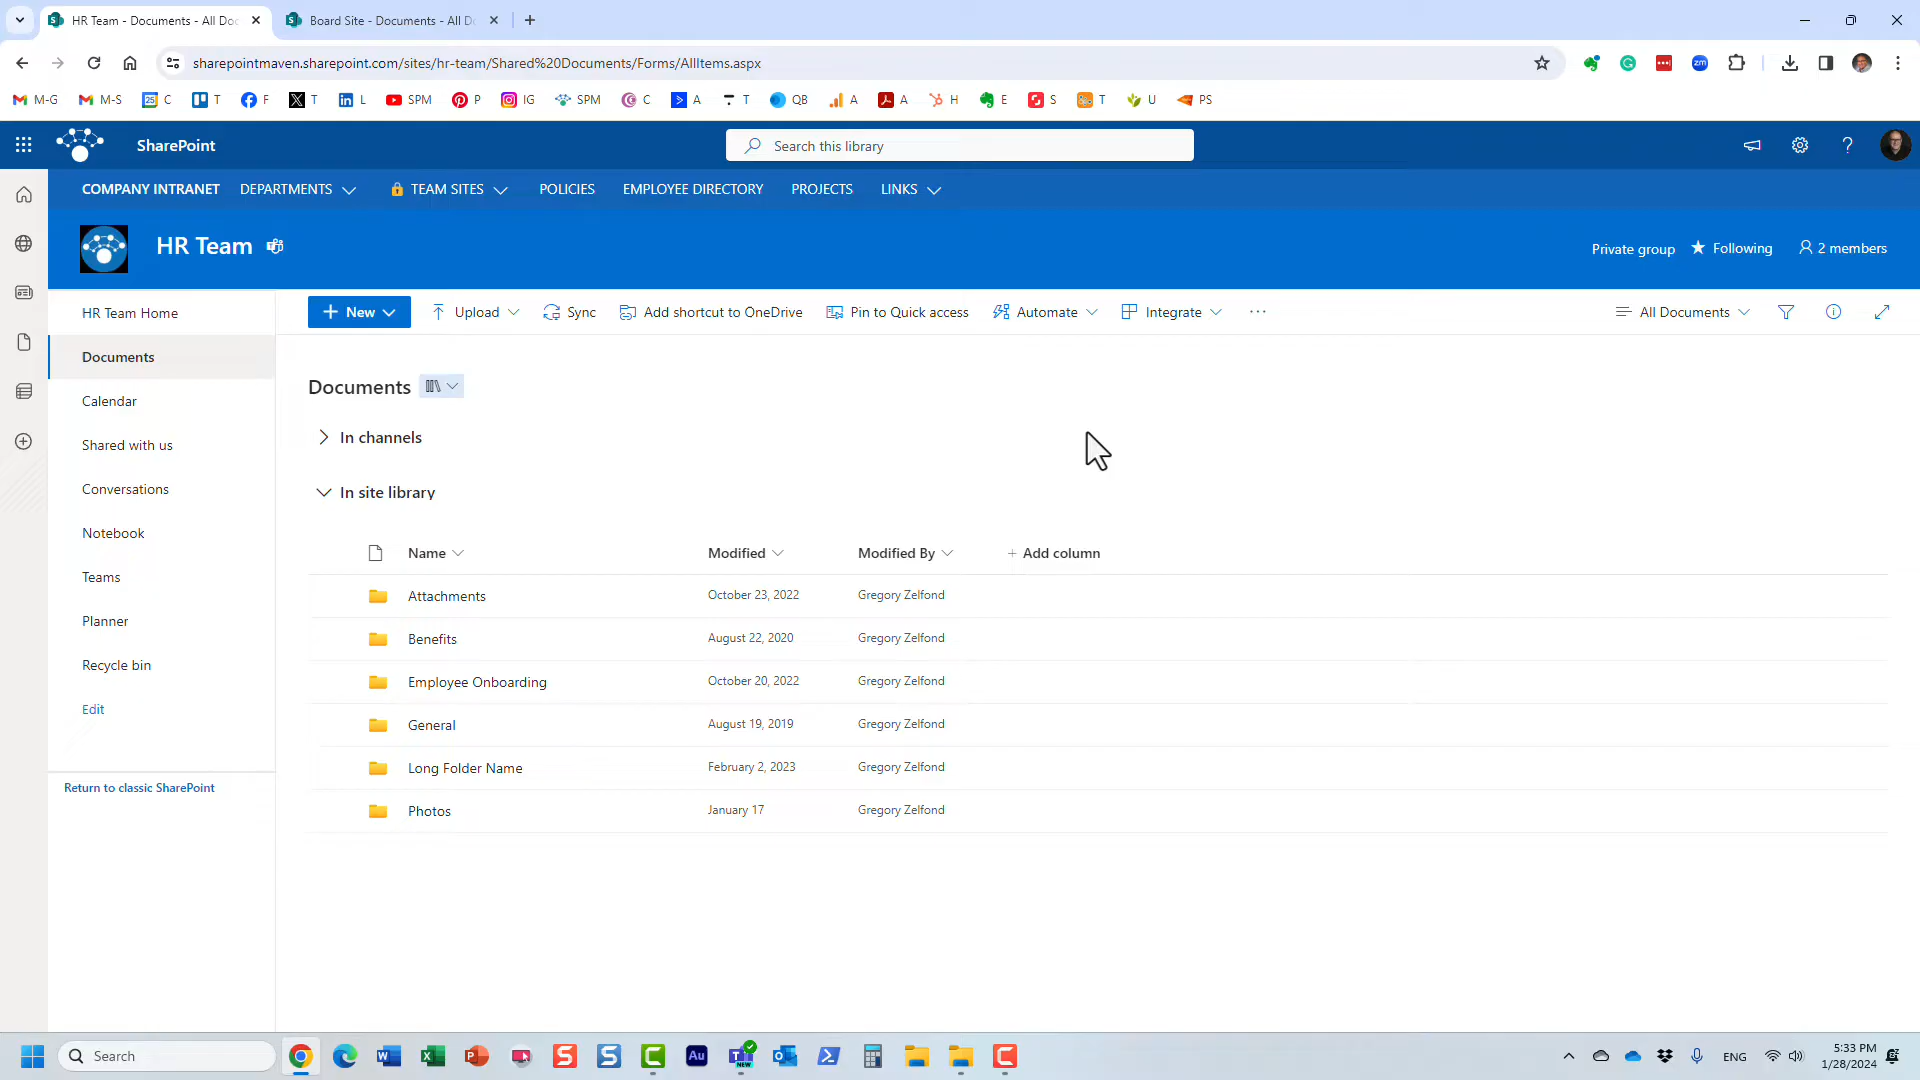 HR Team - Documents - All Doc
Board Site - Documents - All D
sharepointmaven.sharepoint.com/sites/hr-team/Shared%20Documents/Forms/AllItems.aspx
M-G M-S C T F T L SPM P IG SPM C A T QB A A H E S T U PS
SharePoint
Search this library
COMPANY INTRANET DEPARTMENTS TEAM SITES POLICIES EMPLOYEE DIRECTORY PROJECTS LINKS
HR Team
Private group Following 2 members
HR Team Home
Documents
Calendar
Shared with us
Conversations
Notebook
Teams
Planner
Recycle bin
Edit
Return to classic SharePoint
New Upload Sync Add shortcut to OneDrive Pin to Quick access Automate Integrate ... All Documents
Documents
In channels
In site library
Name Modified Modified By + Add column
Attachments October 23, 2022 Gregory Zelfond
Benefits August 22, 2020 Gregory Zelfond
Employee Onboarding October 20, 2022 Gregory Zelfond
General August 19, 2019 Gregory Zelfond
Long Folder Name February 2, 2023 Gregory Zelfond
Photos January 17 Gregory Zelfond
Search
ENG
5:33 PM
1/28/2024